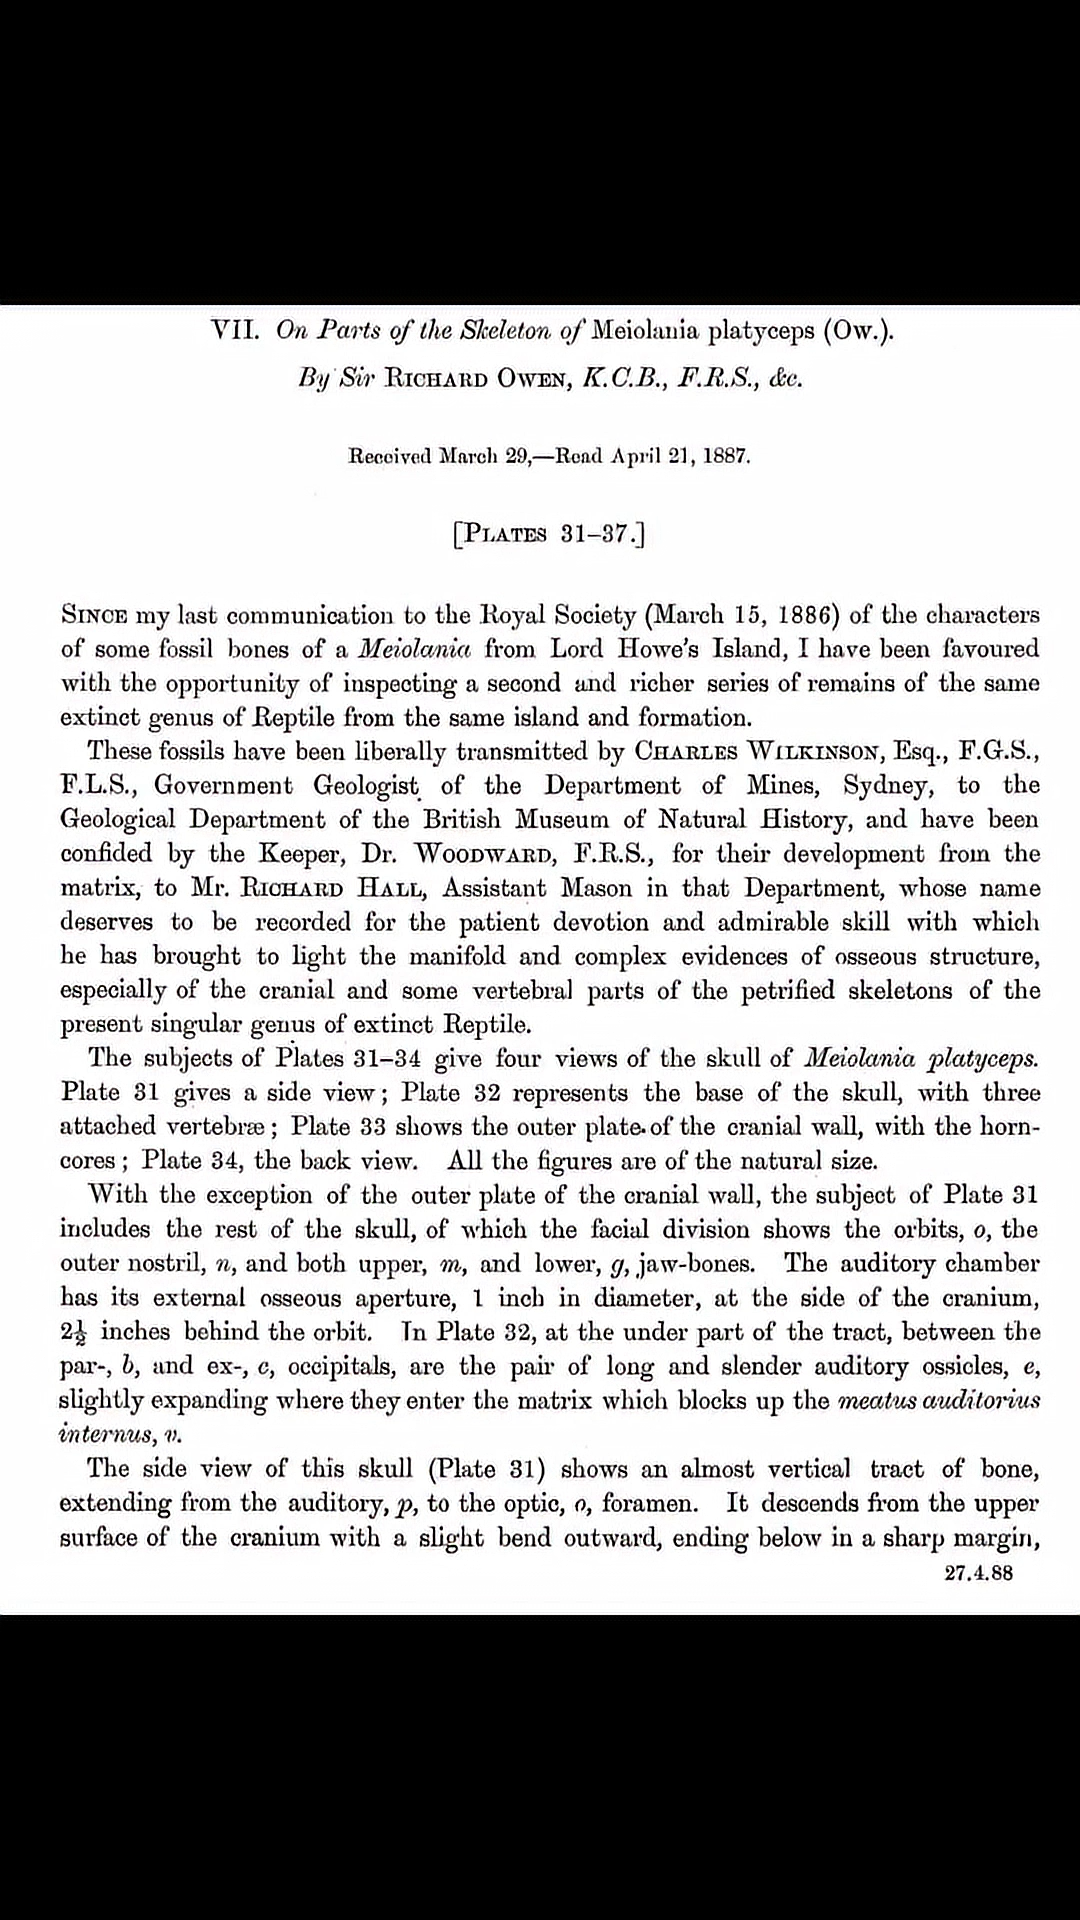 VII. On Parts of the Skeleton of Meiolania platyceps (Ow.).
By Sir RICHARD OWEN, K.C.B., F.R.S., &c.
Received March 29,—Read April 21, 1887.
[PLATES 31–37.]
SINCE my last communication to the Royal Society (March 15, 1886) of the characters
of some fossil bones of a Meiolania from Lord Howe's Island, I have been favoured
with the opportunity of inspecting a second and richer series of remains of the same
extinct genus of Reptile from the same island and formation.
These fossils have been liberally transmitted by CHARLES WILKINSON, Esq., F.G.S.,
F.L.S., Government Geologist of the Department of Mines, Sydney, to the
Geological Department of the British Museum of Natural History, and have been
confided by the Keeper, Dr. WOODWARD, F.R.S., for their development from the
matrix, to Mr. RICHARD HALL, Assistant Mason in that Department, whose name
deserves to be recorded for the patient devotion and admirable skill with which
he has brought to light the manifold and complex evidences of osseous structure,
especially of the cranial and some vertebral parts of the petrified skeletons of the
present singular genus of extinct Reptile.
The subjects of Plates 31–34 give four views of the skull of Meiolania platyceps.
Plate 31 gives a side view; Plate 32 represents the base of the skull, with three
attached vertebræ; Plate 33 shows the outer plate of the cranial wall, with the horn-
cores; Plate 34, the back view. All the figures are of the natural size.
With the exception of the outer plate of the cranial wall, the subject of Plate 31
includes the rest of the skull, of which the facial division shows the orbits, o, the
outer nostril, n, and both upper, m, and lower, g, jaw-bones. The auditory chamber
has its external osseous aperture, 1 inch in diameter, at the side of the cranium,
2½ inches behind the orbit. In Plate 32, at the under part of the tract, between the
par-, b, and ex-, c, occipitals, are the pair of long and slender auditory ossicles, e,
slightly expanding where they enter the matrix which blocks up the meatus auditorius
internus, v.
The side view of this skull (Plate 31) shows an almost vertical tract of bone,
extending from the auditory, p, to the optic, o, foramen. It descends from the upper
surface of the cranium with a slight bend outward, ending below in a sharp margin,
27.4.88